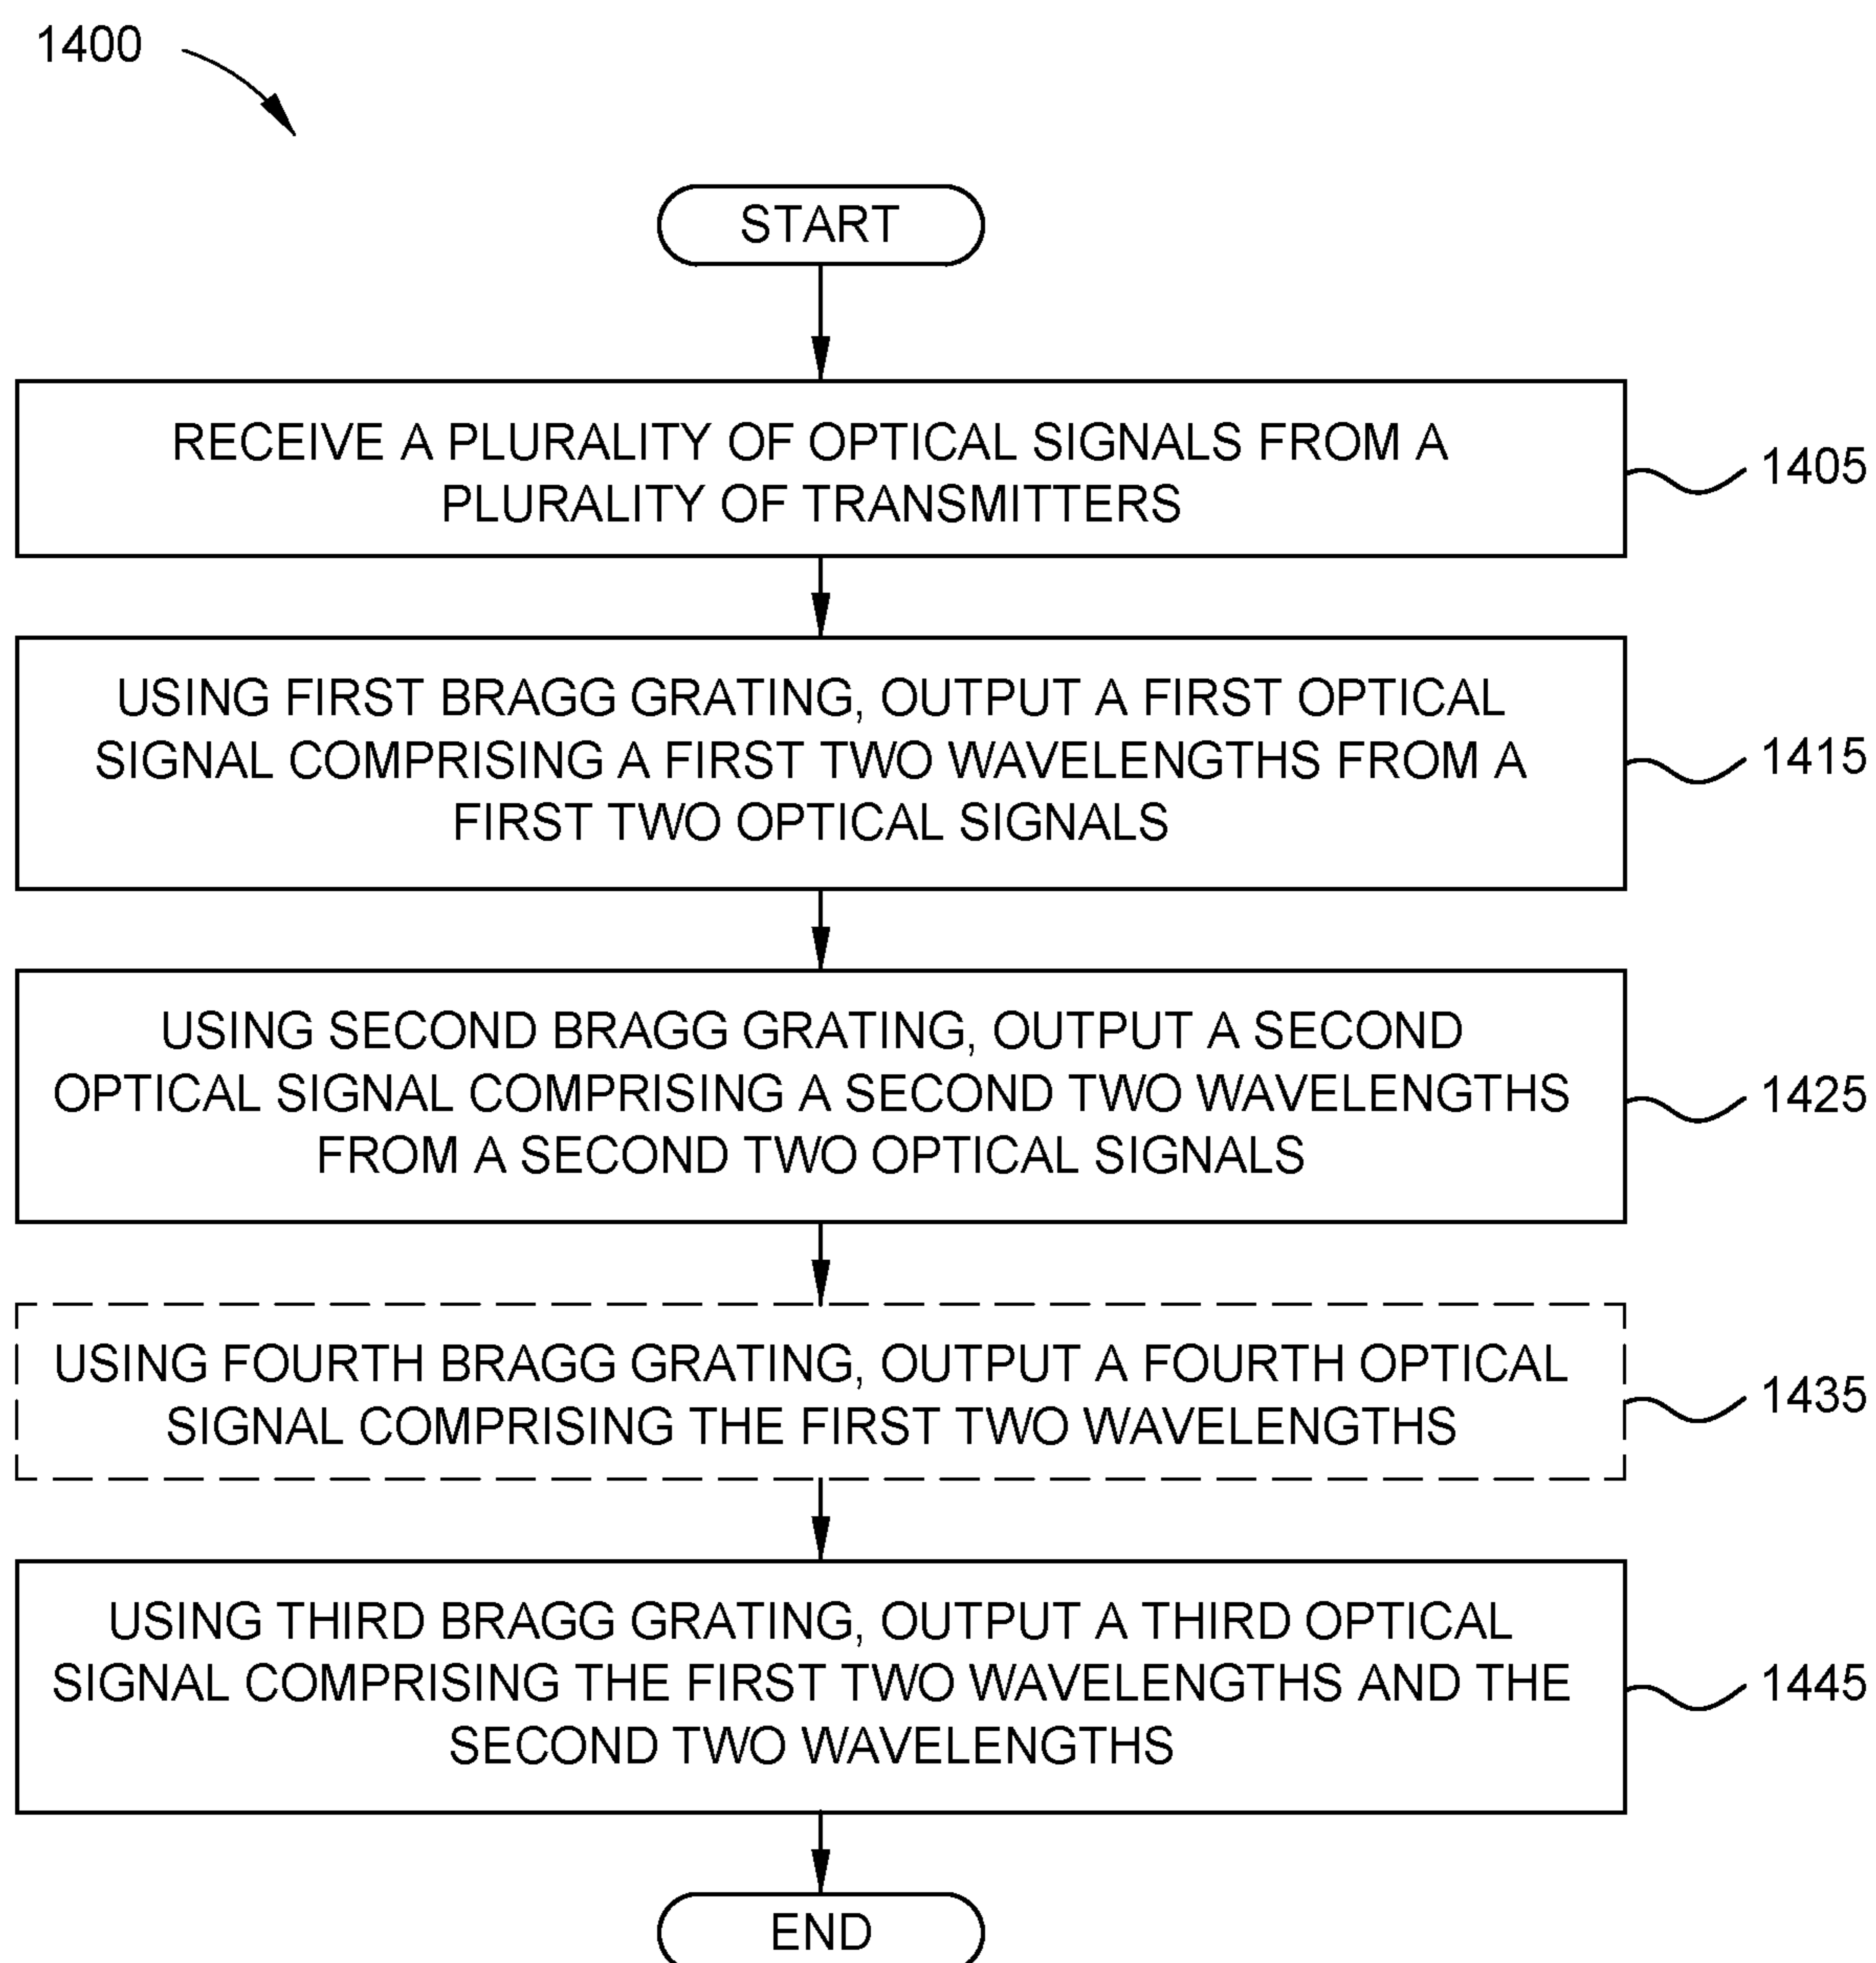 1400
START
RECEIVE A PLURALITY OF OPTICAL SIGNALS FROM A
PLURALITY OF TRANSMITTERS
1405
USING FIRST BRAGG GRATING, OUTPUT A FIRST OPTICAL
SIGNAL COMPRISING A FIRST TWO WAVELENGTHS FROM A
FIRST TWO OPTICAL SIGNALS
1415
USING SECOND BRAGG GRATING, OUTPUT A SECOND
OPTICAL SIGNAL COMPRISING A SECOND TWO WAVELENGTHS
FROM A SECOND TWO OPTICAL SIGNALS
1425
USING FOURTH BRAGG GRATING, OUTPUT A FOURTH OPTICAL
SIGNAL COMPRISING THE FIRST TWO WAVELENGTHS
1435
USING THIRD BRAGG GRATING, OUTPUT A THIRD OPTICAL
SIGNAL COMPRISING THE FIRST TWO WAVELENGTHS AND THE
SECOND TWO WAVELENGTHS
1445
END